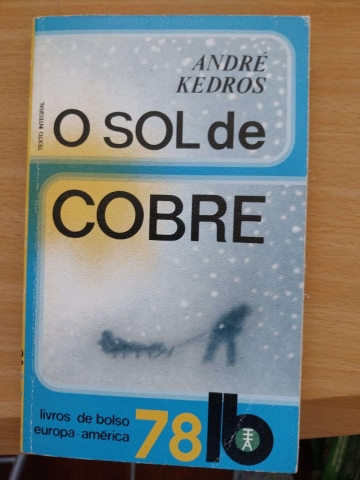 ANDRÉ
KEDROS
TEXTO INTEGRAL
O SOL de
COBRE
livros de bolso
europa-américa
78 lb